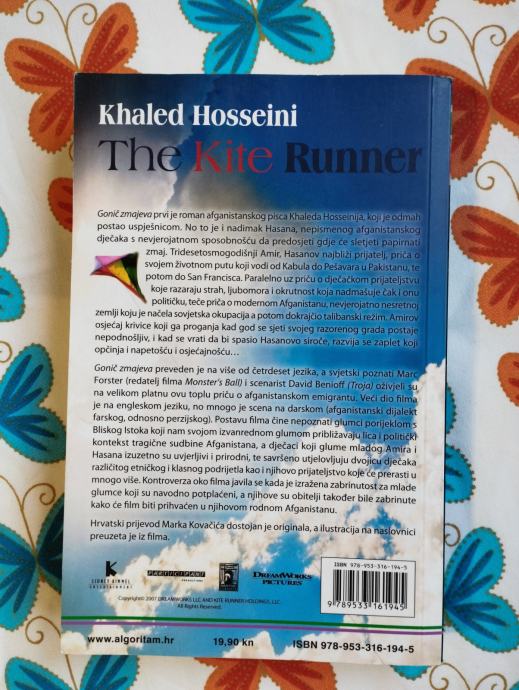 Khaled Hosseini
The Kite Runner
Gonič zmajeva prvi je roman afganistanskog pisca Khaleda Hosseinija, koji je odmah
postao uspješnicom. No to je i nadimak Hasana, nepismenog afganistanskog
dječaka s nevjerojatnom sposobnošću da predosjeti gdje će sletjeti papirnati
zmaj. Tridesetosmogodišnji Amir, Hasanov najbliži prijatelj, priča o
svojem životnom putu koji vodi od Kabula do Pešavara u Pakistanu, te
potom do San Francisca. Paralelno uz priču o dječačkom prijateljstvu
koje razaraju strah, ljubomora i okrutnost koja nadmašuje čak i onu
političku, teče priča o modernom Afganistanu, nevjerojatno nesretnoj
zemlji koju je načela sovjetska okupacija a potom dokrajčio talibanski režim. Amirov
osjećaj krivice koji ga proganja kad god se sjeti svojeg razorenog grada postaje
nepodnošljiv, i kad se vrati da bi spasio Hasanovo siroče, razvija se zaplet koji
opčinja i napetošću i osjećajnošću...
Gonič zmajeva preveden je na više od četrdeset jezika, a svjetski poznati Marc
Forster (redatelj filma Monster's Ball) i scenarist David Benioff (Troja) oživjeli su
na velikom platnu ovu toplu priču o afganistanskom emigrantu. Veći dio filma
je na engleskom jeziku, no mnogo je scena na darskom (afganistanski dijalekt
farskog, odnosno perzijskog). Postavu filma čine nepoznati glumci porijeklom s
Bliskog Istoka koji nam svojom izvanrednom glumom približavaju lica i politički
kontekst tragične sudbine Afganistana, a dječaci koji glume mladog Amira i
Hasana izuzetno su uvjerljivi i prirodni, te savršeno utjelovljuju dvojicu dječaka
različitog etničkog i klasnog podrijetla kao i njihovo prijateljstvo koje će prerasti u
mnogo više. Kontroverza oko filma javila se kada je izražena zabrinutost za mlade
glumce koji su navodno potplaćeni, a njihove su obitelji također bile zabrinute
kako će film biti prihvaćen u njihovom rodnom Afganistanu.
Hrvatski prijevod Marka Kovačića dostojan je originala, a ilustracija na naslovnici
preuzeta je iz filma.
K
SIDNEY KIMMEL
ENTERTAINMENT
PARTICIPANT
PRODUCTIONS
DREAMWORKS
PICTURES
Copyright© 2007 DREAMWORKS LLC AND KITE RUNNER HOLDINGS, LLC.
All Rights Reserved.
ISBN 978-953-316-194-5
9 789533 161945
www.algoritam.hr 19,90 kn ISBN 978-953-316-194-5